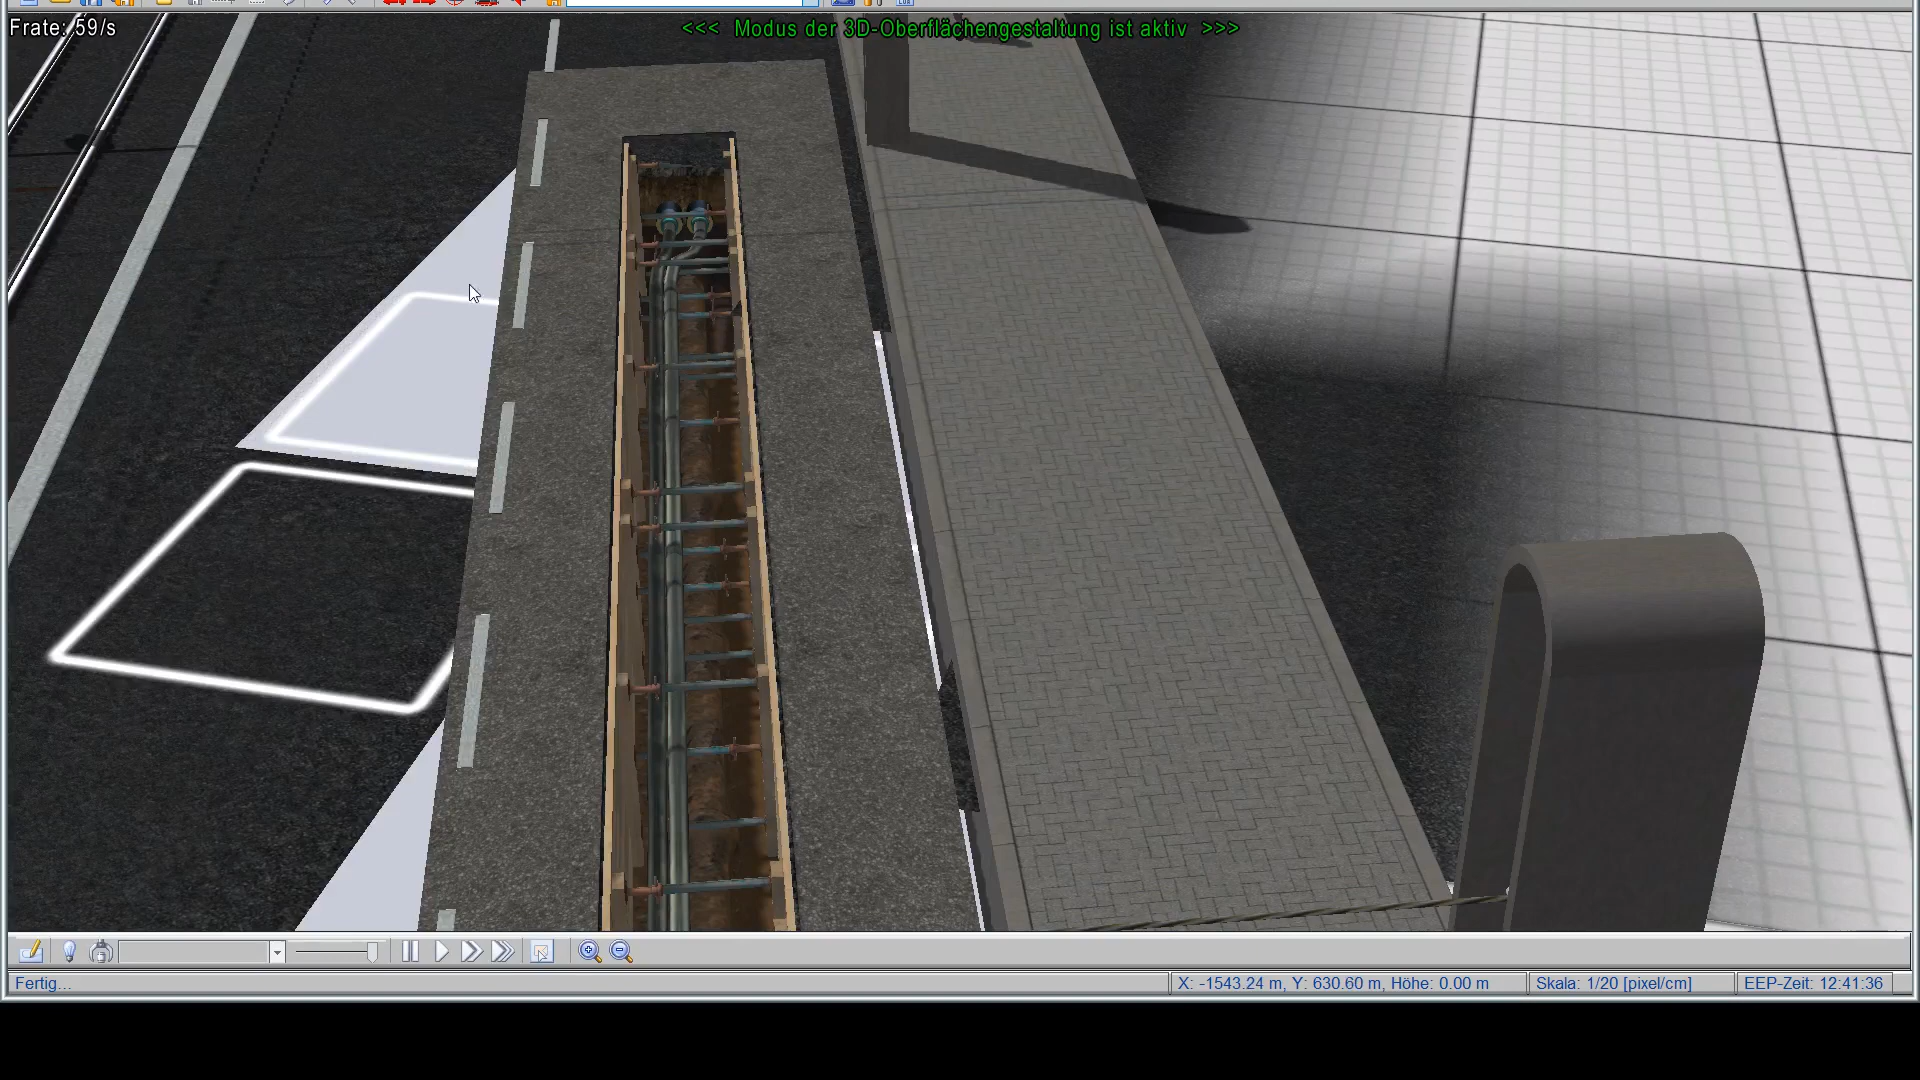 Frate: 59/s
<<< Modus der 3D-Oberflächengestaltung ist aktiv >>>
Fertig...
X: -1543.24 m, Y: 630.60 m, Höhe: 0.00 m
Skala: 1/20 [pixel/cm]
EEP-Zeit: 12:41:36